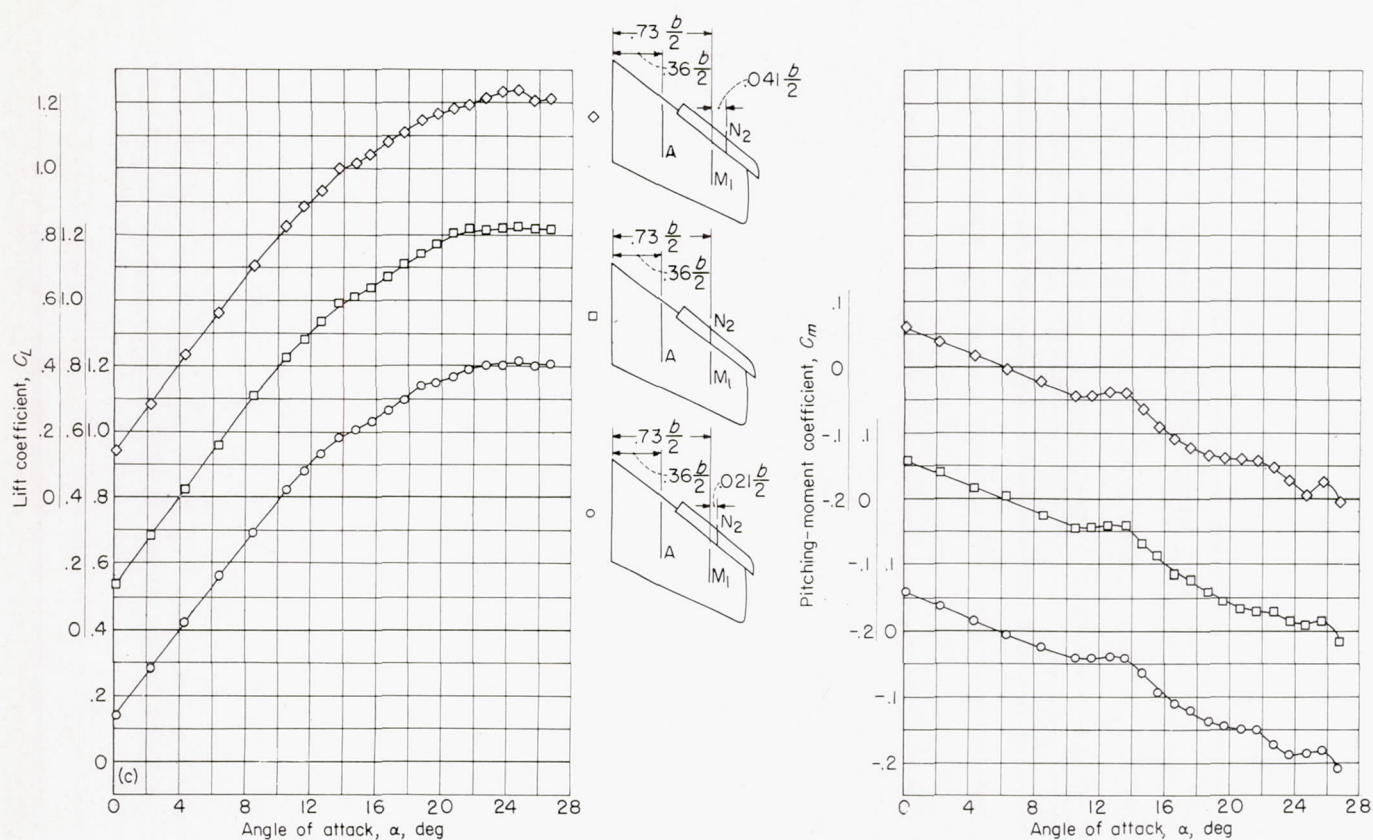 Lift coefficient, C_L
1.2
1.0
.8 1.2
.6 1.0
.4 .8 1.2
.2 .6 1.0
0 .4 .8
.2 .6
0 .4
.2
0
(c)
0 4 8 12 16 20 24 28
Angle of attack, α, deg
.73 b/2
.36 b/2
.041 b/2
N2
A
M1
.73 b/2
.36 b/2
N2
A
M1
.73 b/2
.36 b/2
.021 b/2
N2
A
M1
Pitching-moment coefficient, C_m
.1
0
-.1 .1
-.2 0
-.1 .1
-.2 0
-.1
-.2
0 4 8 12 16 20 24 28
Angle of attack, α, deg